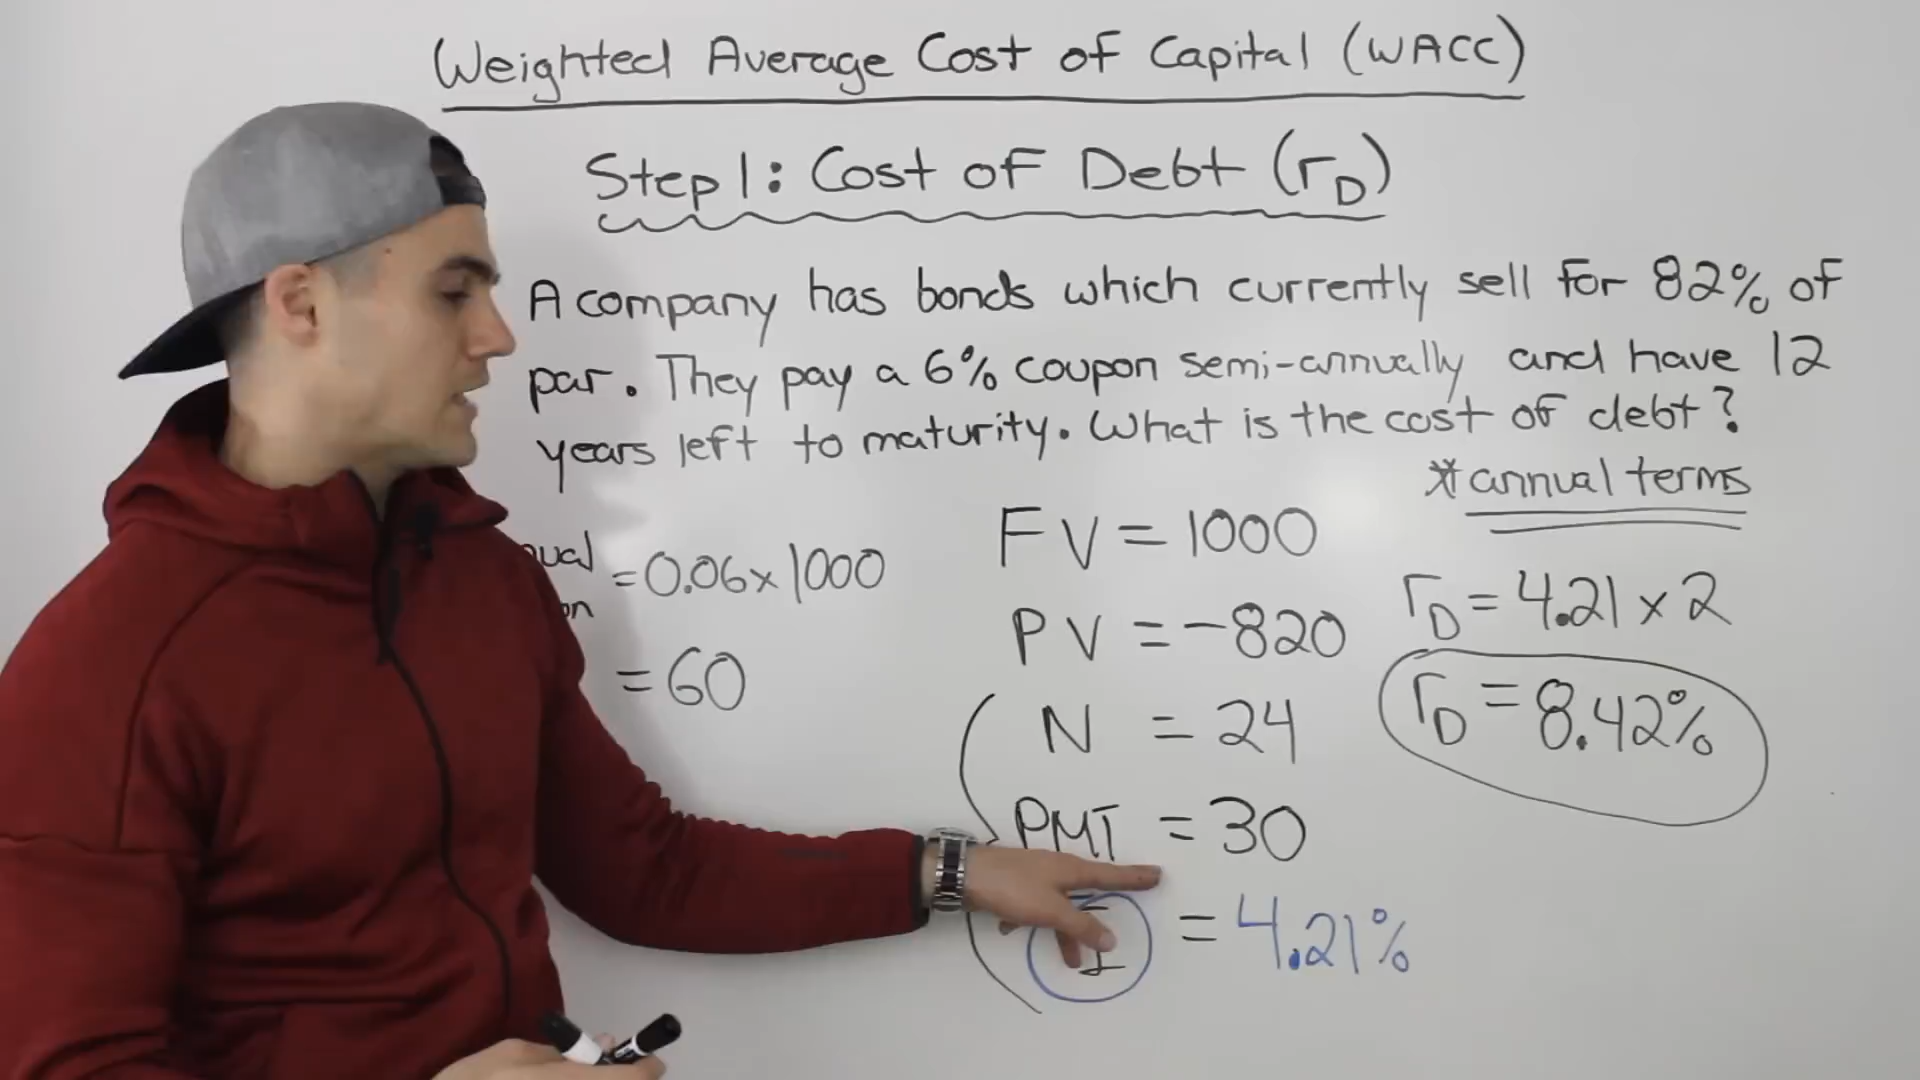 Weighted Average Cost of Capital (WACC)
Step 1: Cost of Debt (rD)
A company has bonds which currently sell for 82% of
par. They pay a 6% coupon semi-annually and have 12
years left to maturity. What is the cost of debt?
* annual terms
= 0.06 x 1000
= 60
FV = 1000
PV = -820
N = 24
PMT = 30
I = 4.21%
rD = 4.21 x 2
rD = 8.42%